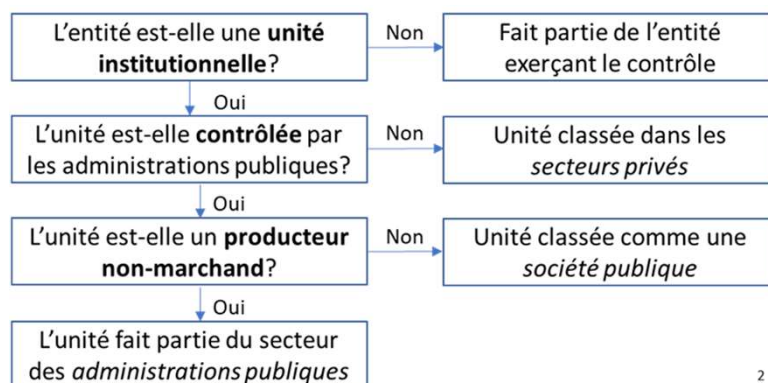 L'entité est-elle une unité
institutionnelle?
Non
Fait partie de l'entité
exerçant le contrôle
Oui
L'unité est-elle contrôlée par
les administrations publiques?
Non
Unité classée dans les
secteurs privés
Oui
L'unité est-elle un producteur
non-marchand?
Non
Unité classée comme une
société publique
Oui
L'unité fait partie du secteur
des administrations publiques
2